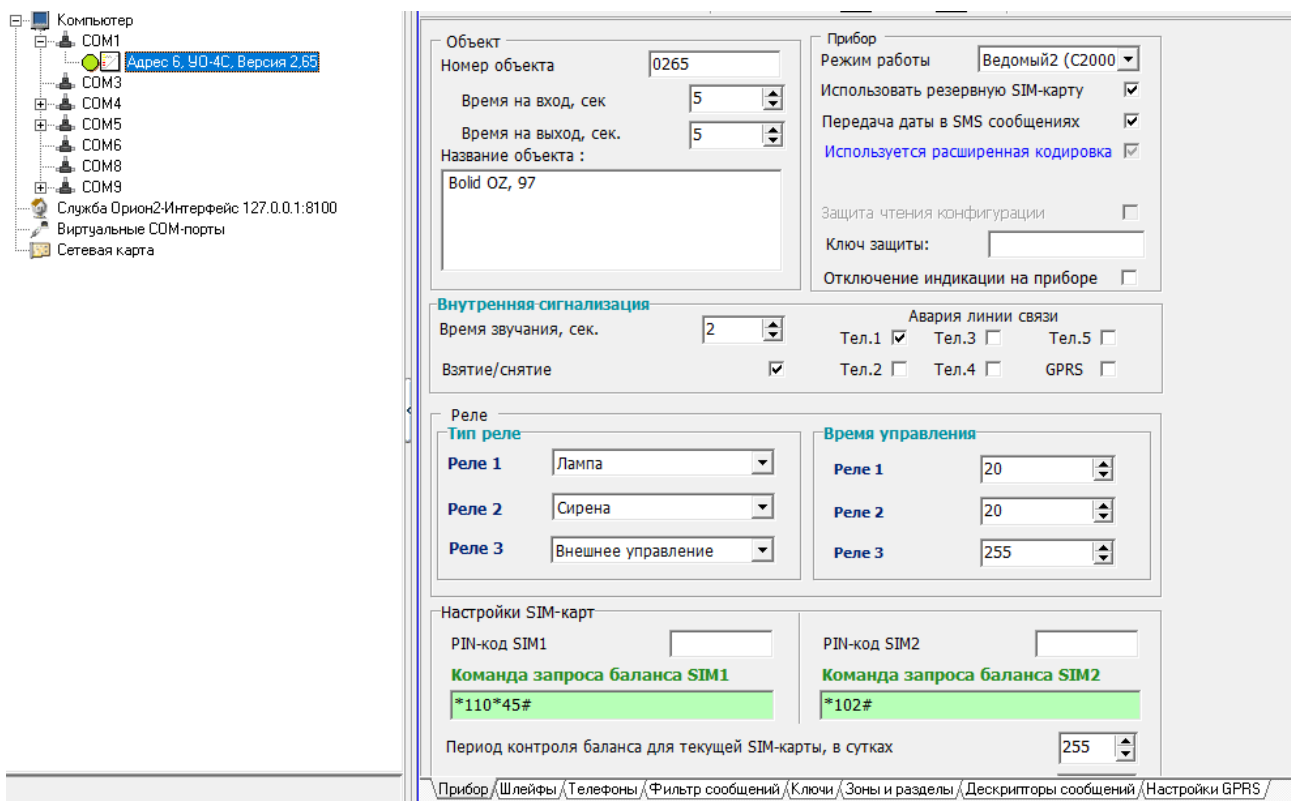 Компьютер
COM1
Адрес 6, УО-4С, Версия 2,65
COM3
COM4
COM5
COM6
COM8
COM9
Служба Орион2-Интерфейс 127.0.0.1:8100
Виртуальные COM-порты
Сетевая карта
Объект
Номер объекта 0265
Время на вход, сек 5
Время на выход, сек. 5
Название объекта :
Bolid OZ, 97
Прибор
Режим работы Ведомый2 (С2000
Использовать резервную SIM-карту
Передача даты в SMS сообщениях
Используется расширенная кодировка
Защита чтения конфигурации
Ключ защиты:
Отключение индикации на приборе
Внутренняя сигнализация
Время звучания, сек. 2
Взятие/снятие
Авария линии связи
Тел.1 Тел.3 Тел.5
Тел.2 Тел.4 GPRS
Реле
Тип реле
Реле 1 Лампа
Реле 2 Сирена
Реле 3 Внешнее управление
Время управления
Реле 1 20
Реле 2 20
Реле 3 255
Настройки SIM-карт
PIN-код SIM1
Команда запроса баланса SIM1
*110*45#
PIN-код SIM2
Команда запроса баланса SIM2
*102#
Период контроля баланса для текущей SIM-карты, в сутках 255
Прибор Шлейфы Телефоны Фильтр сообщений Ключи Зоны и разделы Дескрипторы сообщений Настройки GPRS